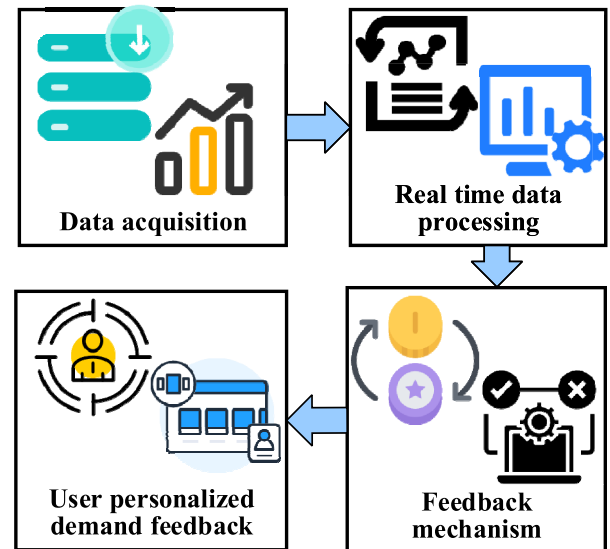 Data acquisition
Real time data
processing
User personalized
demand feedback
Feedback
mechanism